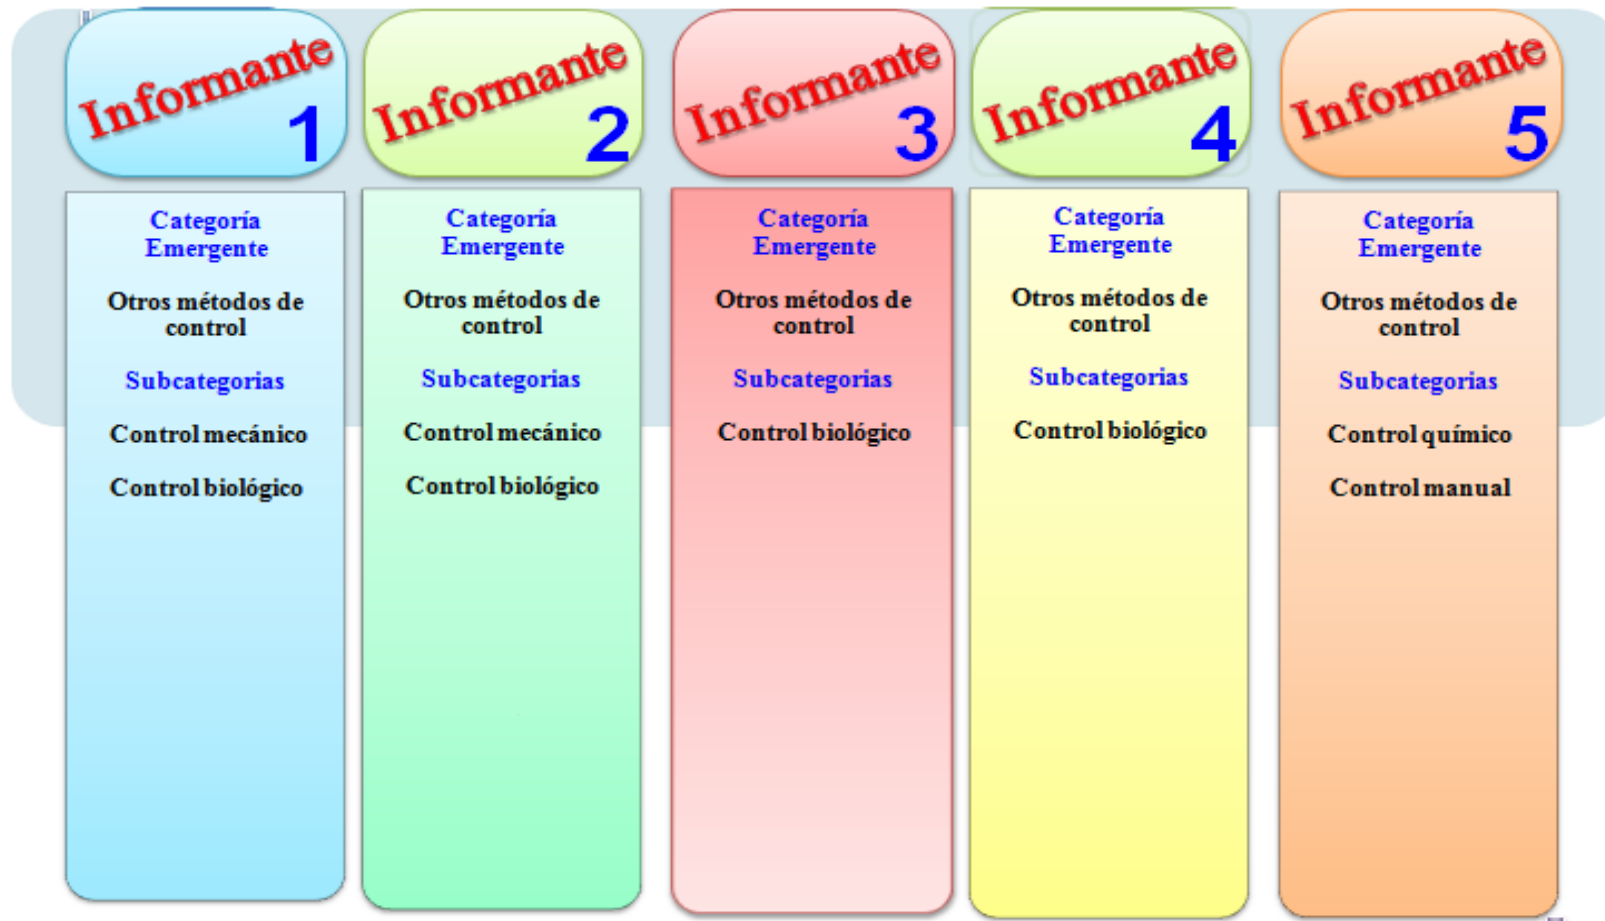 Informante
1
Categoría
Emergente
Otros métodos de
control
Subcategorias
Control mecánico
Control biológico
Informante
2
Categoría
Emergente
Otros métodos de
control
Subcategorias
Control mecánico
Control biológico
Informante
3
Categoría
Emergente
Otros métodos de
control
Subcategorias
Control biológico
Informante
4
Categoría
Emergente
Otros métodos de
control
Subcategorias
Control biológico
Informante
5
Categoría
Emergente
Otros métodos de
control
Subcategorias
Control químico
Control manual